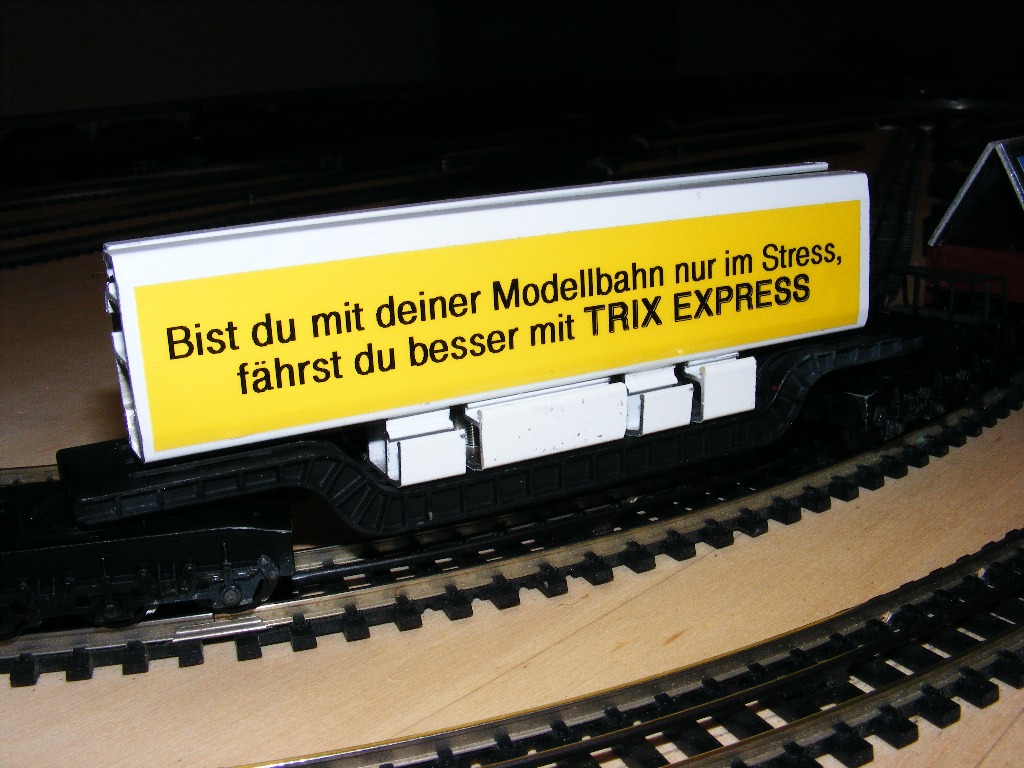 Bist du mit deiner Modellbahn nur im Stress,
fährst du besser mit TRIX EXPRESS